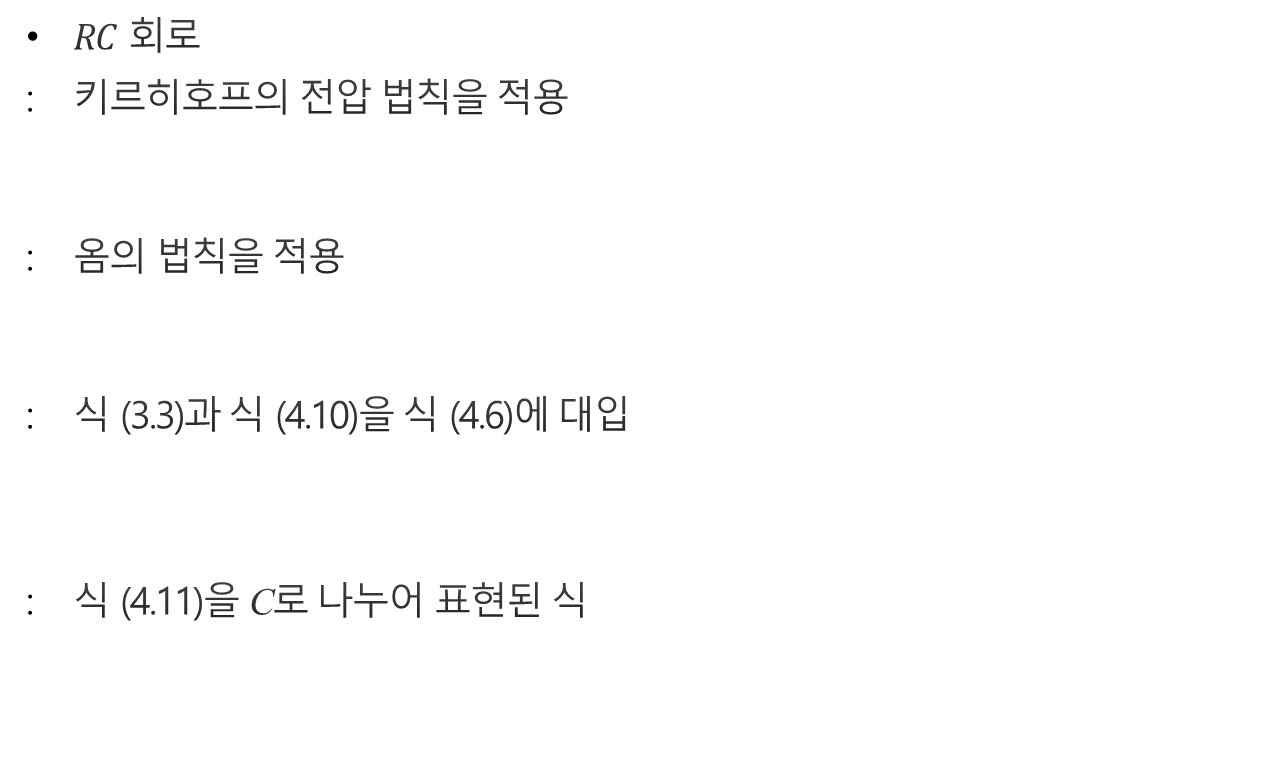 • RC 회로
: 키르히호프의 전압 법칙을 적용
: 옴의 법칙을 적용
: 식 (3.3)과 식 (4.10)을 식 (4.6)에 대입
: 식 (4.11)을 C로 나누어 표현된 식